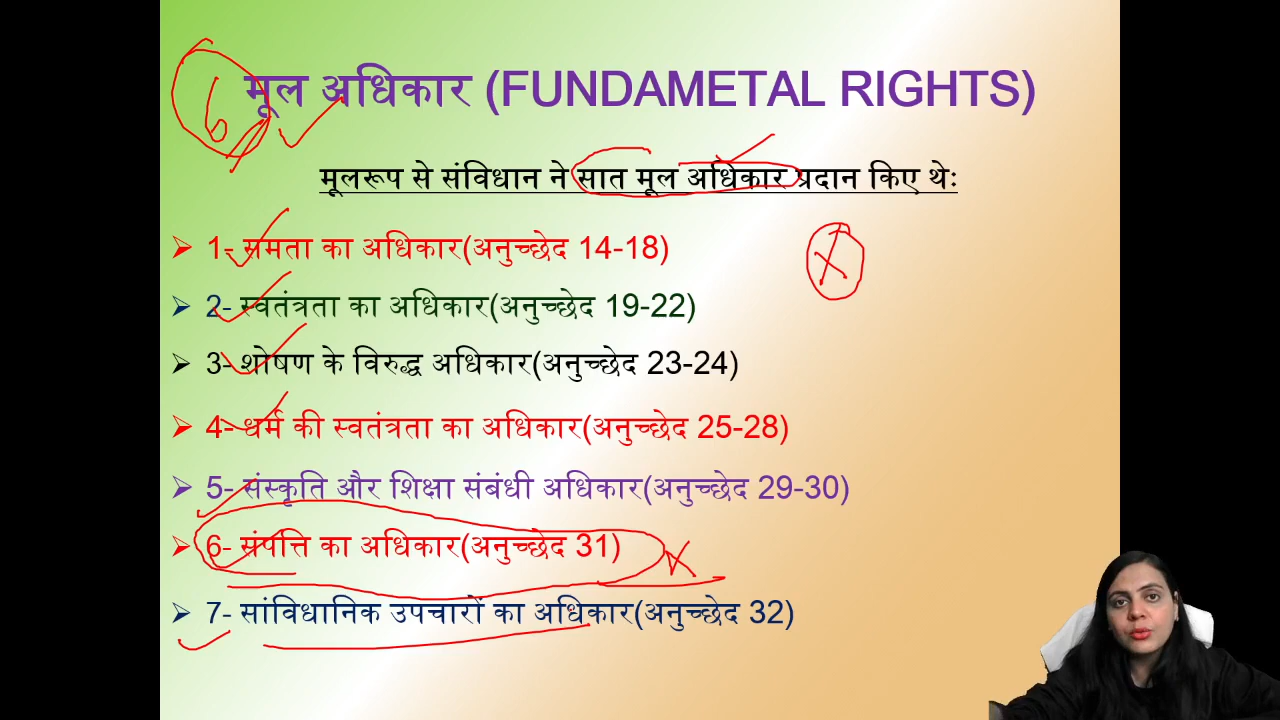 6 मूल अधिकार (FUNDAMETAL RIGHTS)
मूलरूप से संविधान ने सात मूल अधिकार प्रदान किए थेः
1- समता का अधिकार(अनुच्छेद 14-18)
2- स्वतंत्रता का अधिकार(अनुच्छेद 19-22)
3- शोषण के विरुद्ध अधिकार(अनुच्छेद 23-24)
4- धर्म की स्वतंत्रता का अधिकार(अनुच्छेद 25-28)
5- संस्कृति और शिक्षा संबंधी अधिकार(अनुच्छेद 29-30)
6- संपत्ति का अधिकार(अनुच्छेद 31)
7- सांविधानिक उपचारों का अधिकार(अनुच्छेद 32)